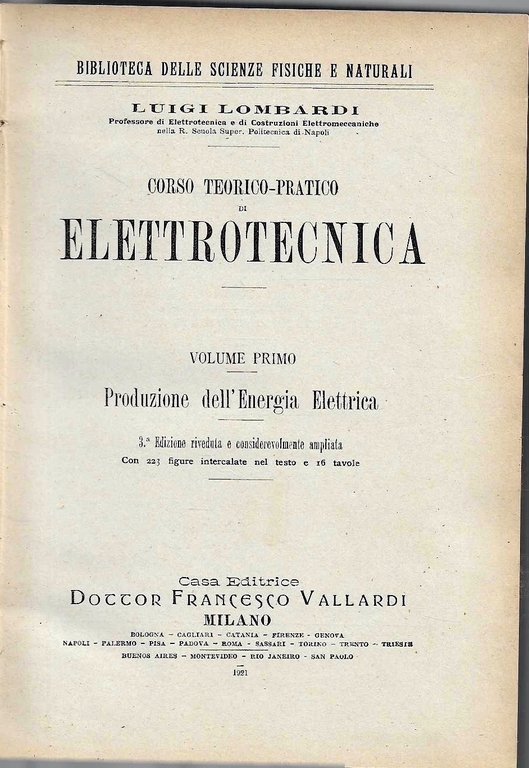 BIBLIOTECA DELLE SCIENZE FISICHE E NATURALI
LUIGI LOMBARDI
Professore di Elettrotecnica e di Costruzioni Elettromeccaniche
nella R. Scuola Super. Politecnica di Napoli
CORSO TEORICO-PRATICO
DI
ELETTROTECNICA
VOLUME PRIMO
Produzione dell'Energia Elettrica
3.ª Edizione riveduta e considerevolmente ampliata
Con 223 figure intercalate nel testo e 16 tavole
Casa Editrice
DOTTOR FRANCESCO VALLARDI
MILANO
BOLOGNA - CAGLIARI - CATANIA - FIRENZE - GENOVA
NAPOLI - PALERMO - PISA - PADOVA - ROMA - SASSARI - TORINO - TRENTO - TRIESTE
BUENOS AIRES - MONTEVIDEO - RIO JANEIRO - SAN PAOLO
1921